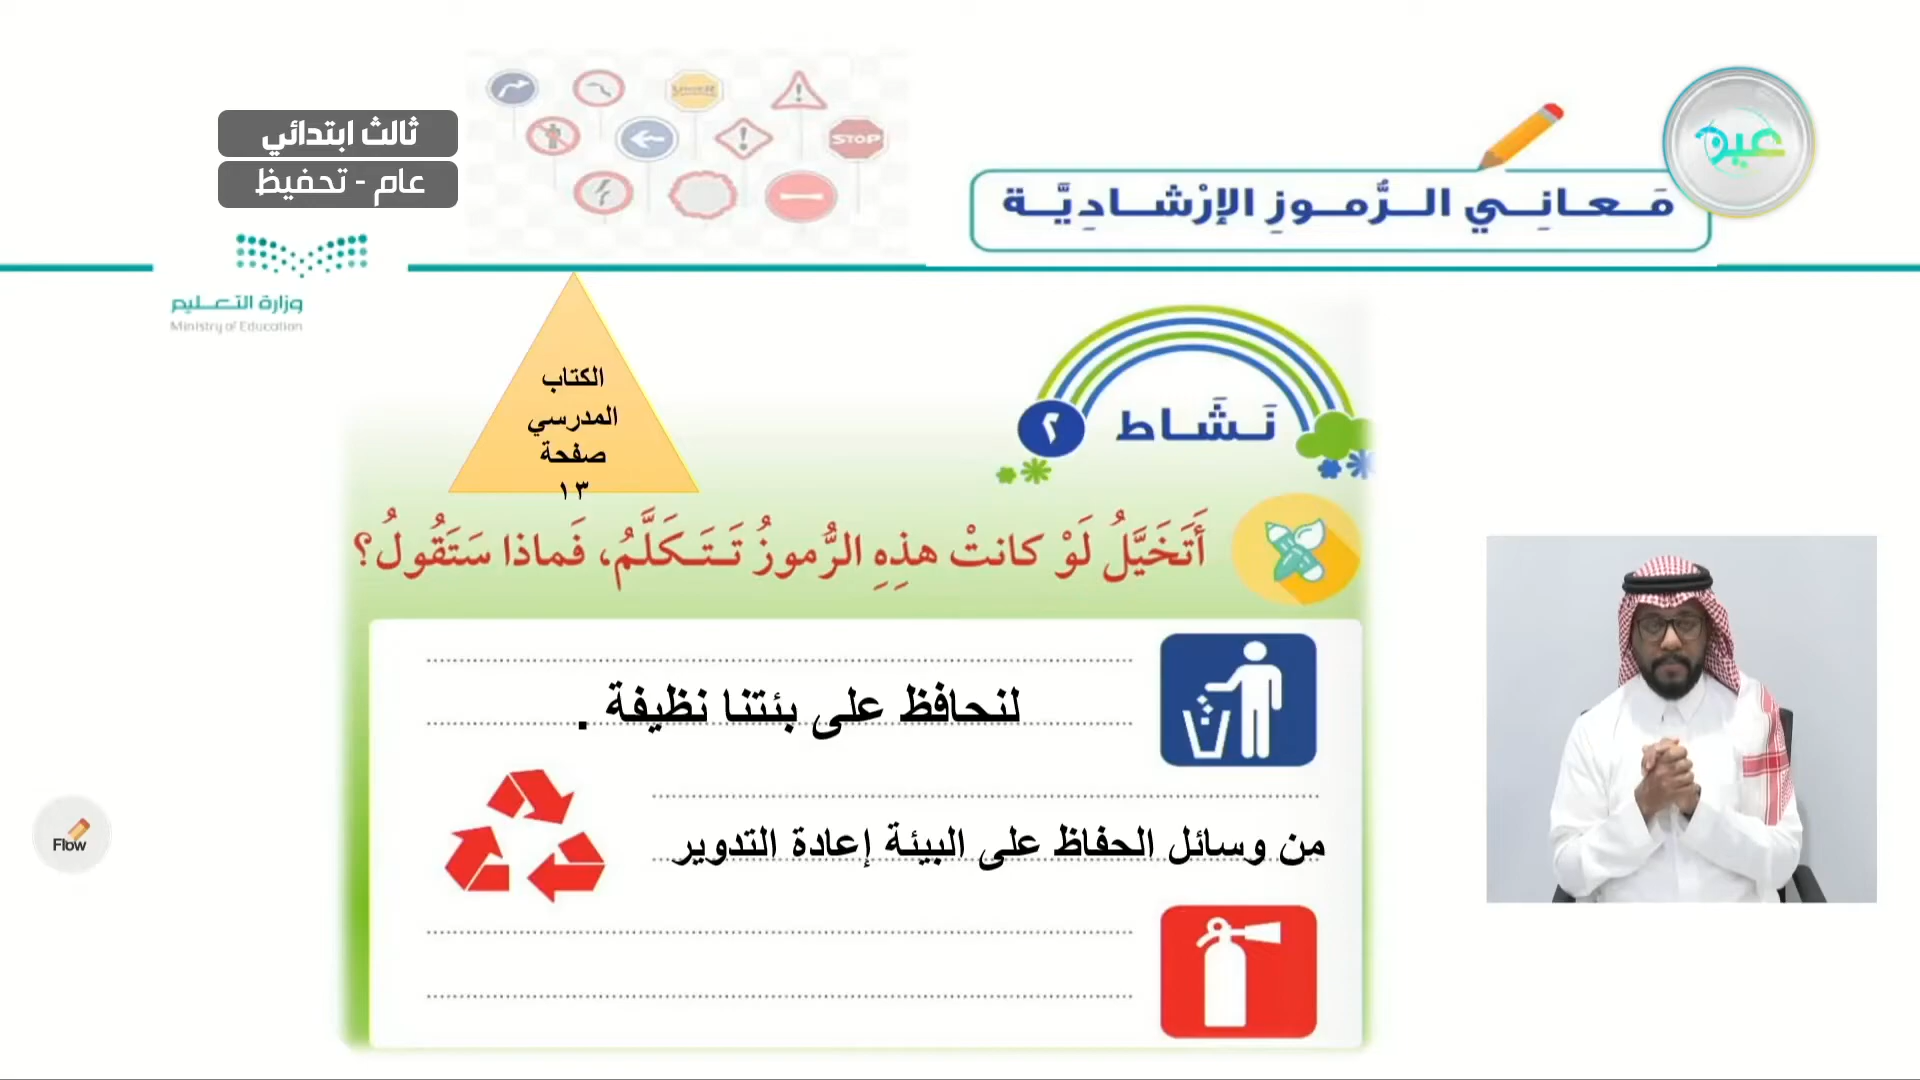 ثالث ابتدائي
عام - تحفيظ
وزارة التعليم
Ministry of Education
STOP
مَعانِي الرُّموزِ الإرْشادِيَّة
عين
الكتاب
المدرسي
صفحة
١٣
نَشَاط
٢
أَتَخَيَّلُ لَوْ كانتْ هذِهِ الرُّموزُ تَتَكَلَّمُ، فَماذا سَتَقُولُ؟
لنحافظ على بئتنا نظيفة .
من وسائل الحفاظ على البيئة إعادة التدوير
Flow